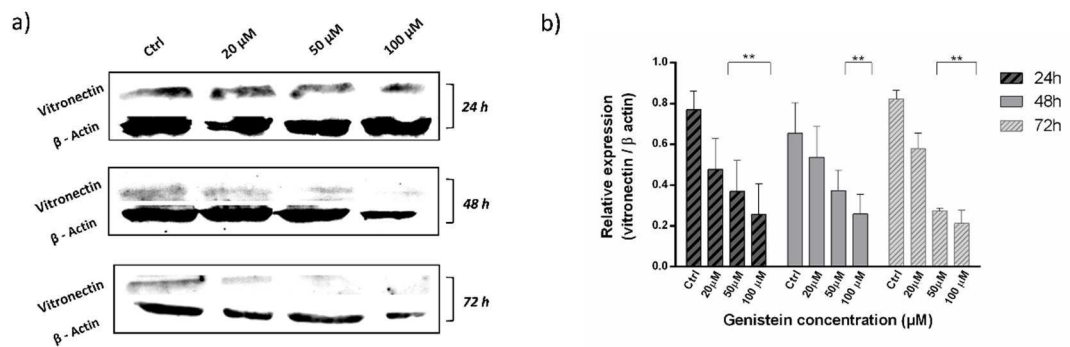 a)
Ctrl 20 μM 50 μM 100 μM
Vitronectin
β - Actin
24 h
Vitronectin
β - Actin
48 h
Vitronectin
β - Actin
72 h
b)
Relative expression
(vitronectin / β actin)
1.0
0.8
0.6
0.4
0.2
0.0
** ** **
24h
48h
72h
Ctrl 20μM 50μM 100 μM Ctrl 20μM 50μM 100 μM Ctrl 20μM 50μM 100 μM
Genistein concentration (μM)